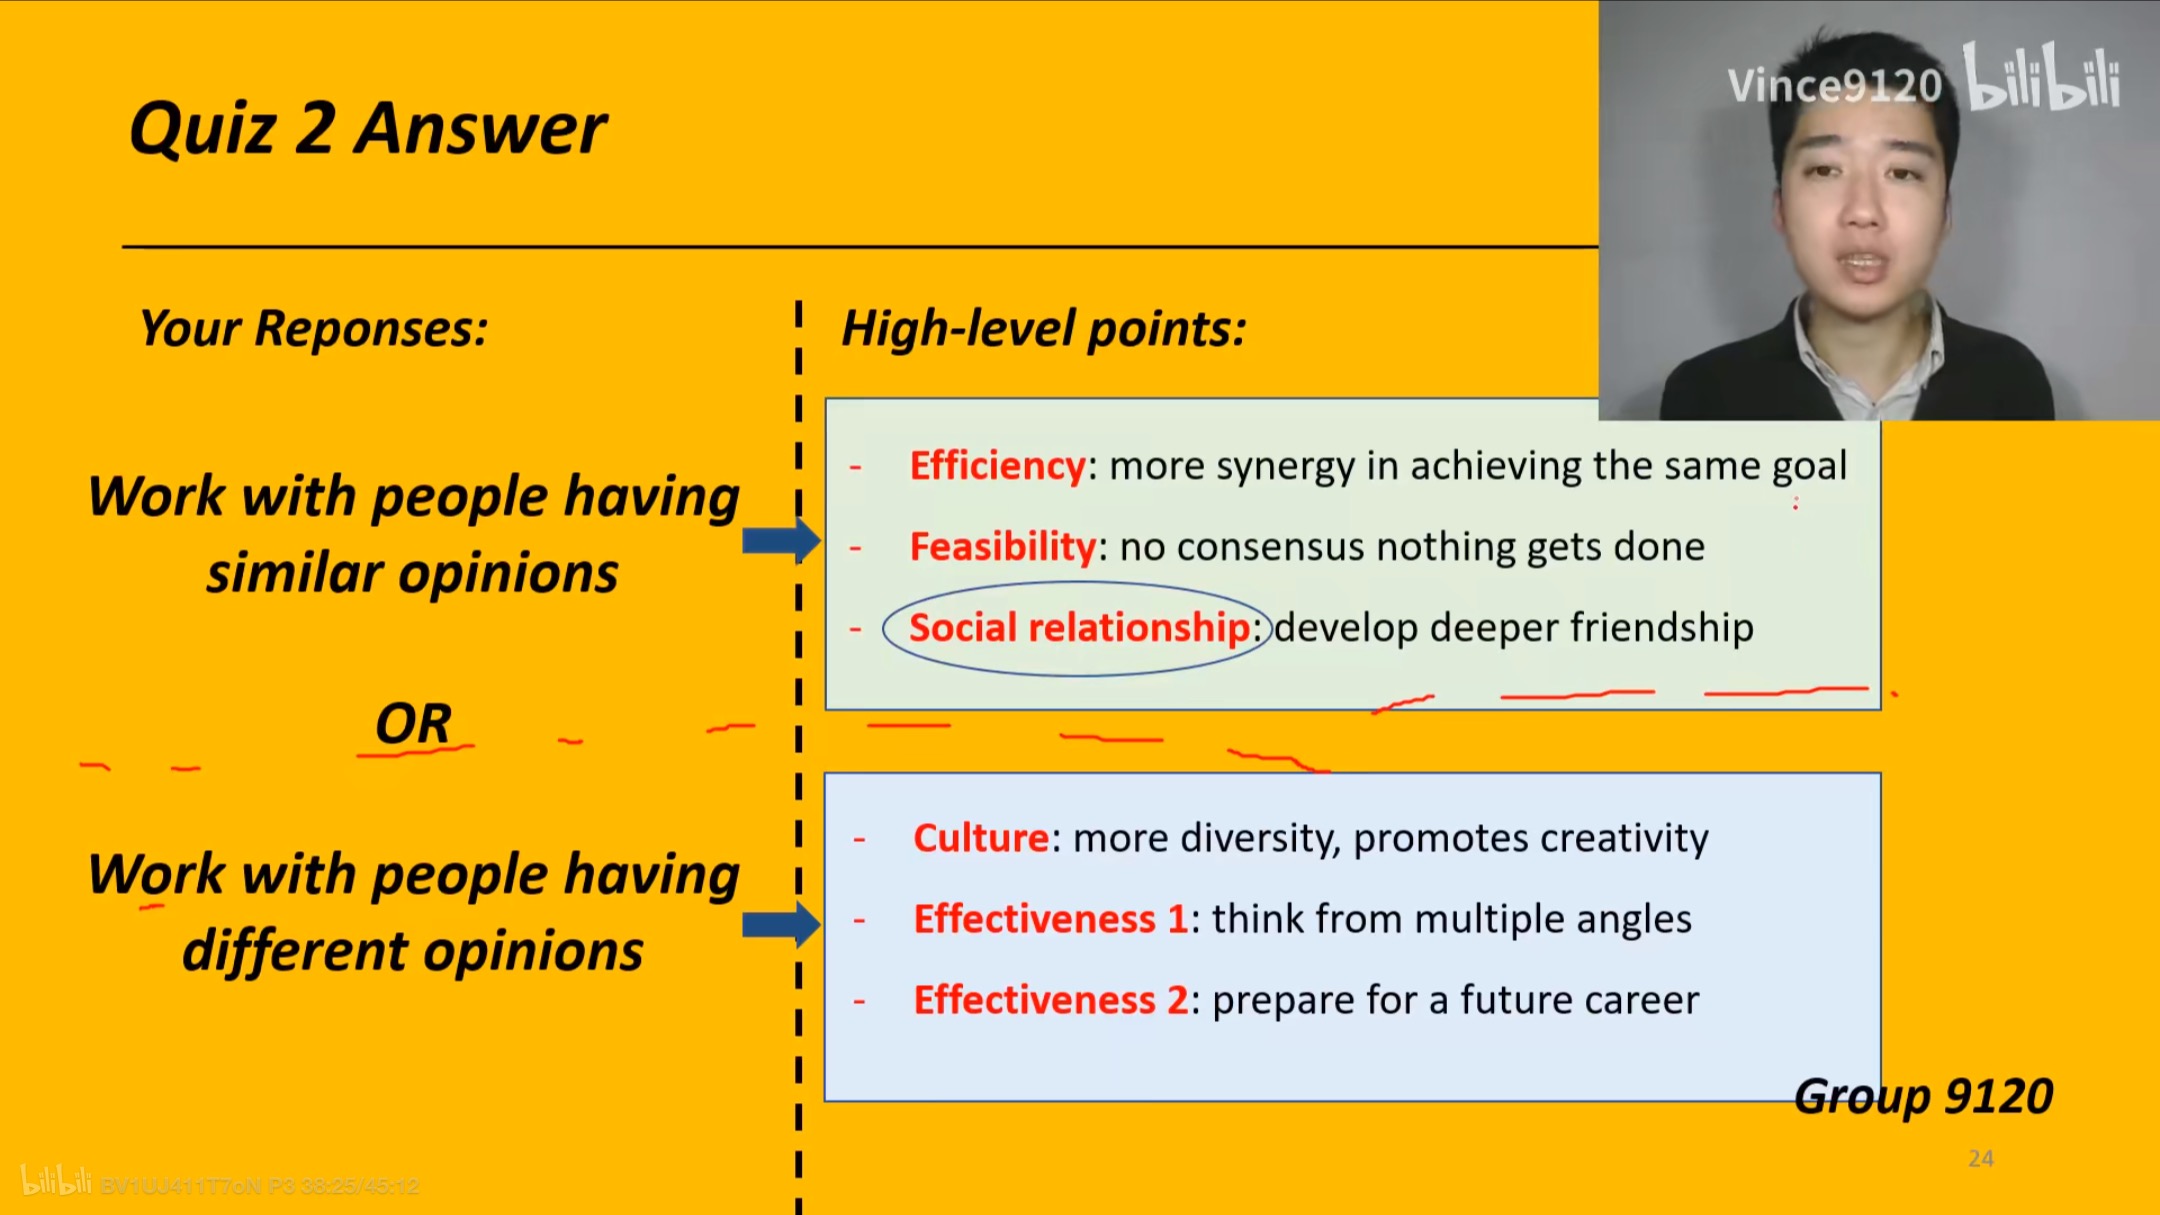 Vince9120 bilibili
Quiz 2 Answer
Your Reponses:
High-level points:
Work with people having
similar opinions
- Efficiency: more synergy in achieving the same goal
- Feasibility: no consensus nothing gets done
- Social relationship: develop deeper friendship
OR
Work with people having
different opinions
- Culture: more diversity, promotes creativity
- Effectiveness 1: think from multiple angles
- Effectiveness 2: prepare for a future career
Group 9120
24
bilibili BV1UJ411T7oN P3 38:25/45:12